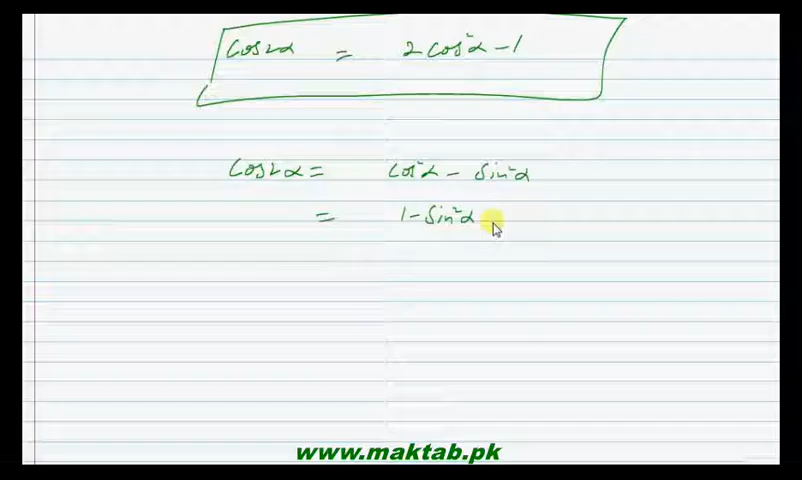 Cos2α = 2Cos²α - 1
Cos2α = Cos²α - Sin²α
= 1 - Sin²α
www.maktab.pk